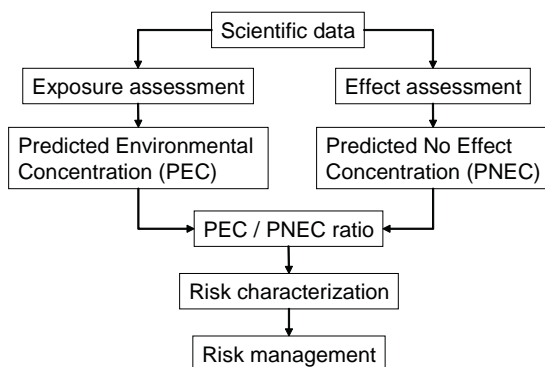 Scientific data
Exposure assessment
Effect assessment
Predicted Environmental
Concentration (PEC)
Predicted No Effect
Concentration (PNEC)
PEC / PNEC ratio
Risk characterization
Risk management